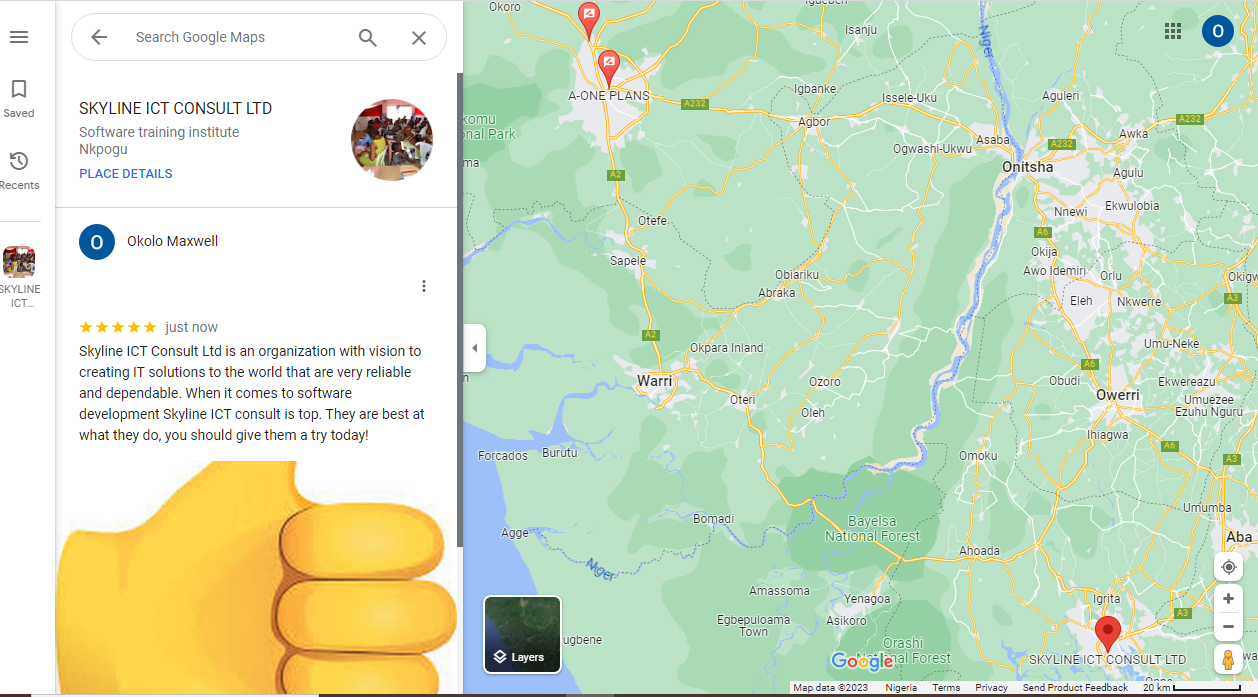 Search Google Maps
Saved
Recents
SKYLINE
ICT...
SKYLINE ICT CONSULT LTD
Software training institute
Nkpogu
PLACE DETAILS
O
Okolo Maxwell
just now
Skyline ICT Consult Ltd is an organization with vision to
creating IT solutions to the world that are very reliable
and dependable. When it comes to software
development Skyline ICT consult is top. They are best at
what they do, you should give them a try today!
Okoro
Isanju
Niger
O
A-ONE PLANS
A232
Igbanke
Issele-Uku
Aguleri
A232
Agbor
Awka
Asaba
A232
Ogwashi-Ukwu
Onitsha
Agulu
A2
Ekwulobia
Nnewi
Otefe
A6
Okija
Sapele
Awo Idemiri
Orlu
Obiariku
Abraka
Eleh
Nkwerre
A3
A2
Umu-Neke
Okpara Inland
A6
Warri
Ozoro
Obudi
Ekwereazu
Oteri
Owerri
Umuezee
Ezuhu Nguru
Oleh
Ihiagwa
A6
Forcados
Burutu
Omoku
A3
Umumba
Bomadi
Bayelsa
National Forest
Agge
Aba
Ahoada
Niger
Amassoma
Yenagoa
Igrita
A3
Egbepuloama
Town
Asikoro
ugbene
Orashi
National Forest
Layers
Google
SKYLINE ICT CONSULT LTD
Map data ©2023
Nigeria
Terms
Privacy
Send Product Feedback
20 km